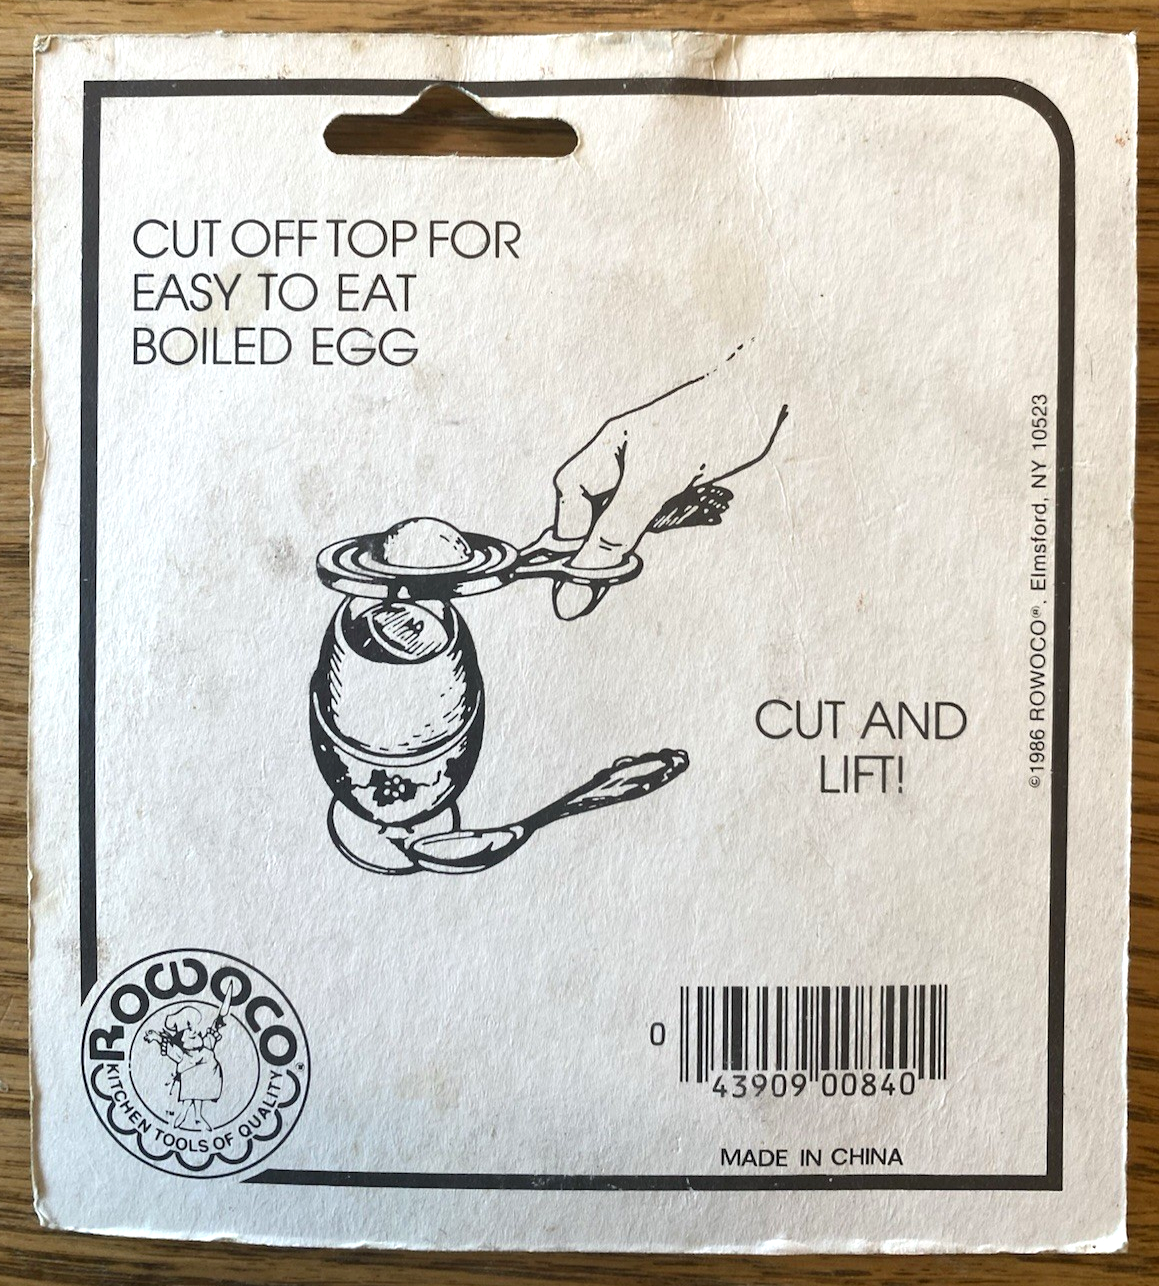 CUT OFF TOP FOR
EASY TO EAT
BOILED EGG
©1986 ROWOCO®, Elmsford, NY 10523
CUT AND
LIFT!
ROWOCO®
KITCHEN TOOLS OF QUALITY
™
0
43909 00840
MADE IN CHINA